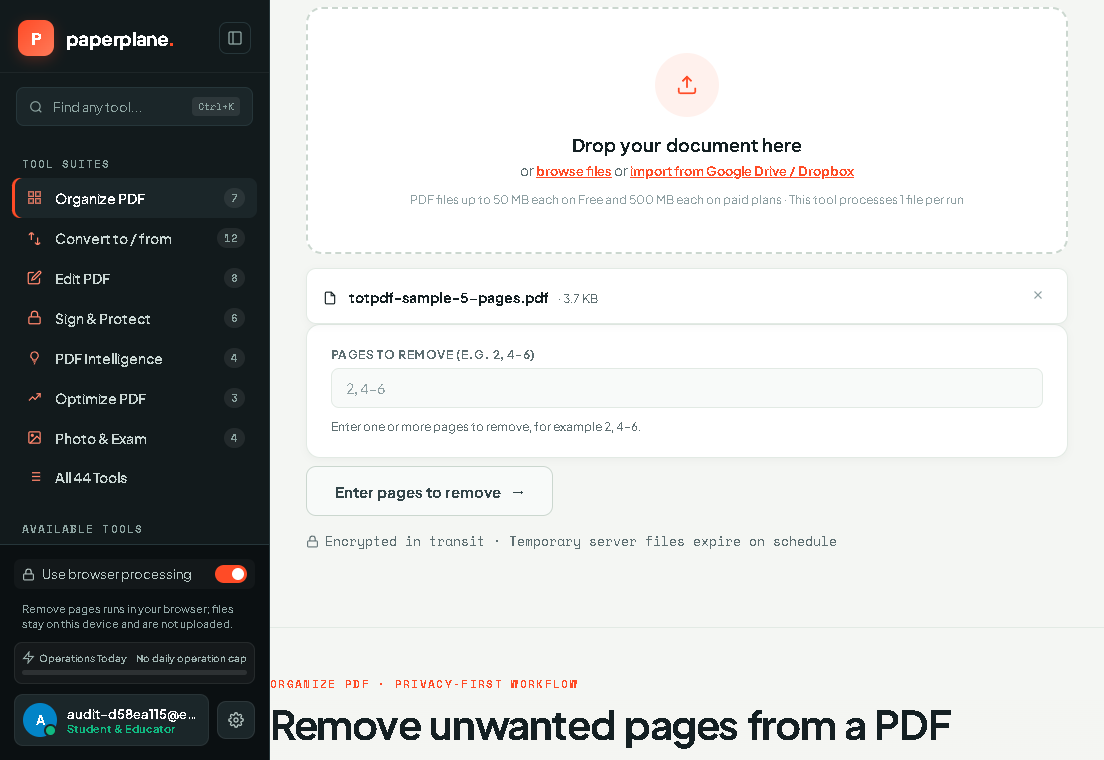 P
paperplane.
Find any tool...
Ctrl+K
TOOL SUITES
Organize PDF
7
Convert to / from
12
Edit PDF
8
Sign & Protect
6
PDF Intelligence
4
Optimize PDF
3
Photo & Exam
4
All 44 Tools
AVAILABLE TOOLS
Use browser processing
Remove pages runs in your browser; files
stay on this device and are not uploaded.
Operations Today
No daily operation cap
A
audit-d58ea115@e...
Student & Educator
Drop your document here
or browse files or import from Google Drive / Dropbox
PDF files up to 50 MB each on Free and 500 MB each on paid plans · This tool processes 1 file per run
totpdf-sample-5-pages.pdf · 3.7 KB
×
PAGES TO REMOVE (E.G. 2, 4-6)
2, 4-6
Enter one or more pages to remove, for example 2, 4-6.
Enter pages to remove →
Encrypted in transit · Temporary server files expire on schedule
ORGANIZE PDF · PRIVACY-FIRST WORKFLOW
Remove unwanted pages from a PDF